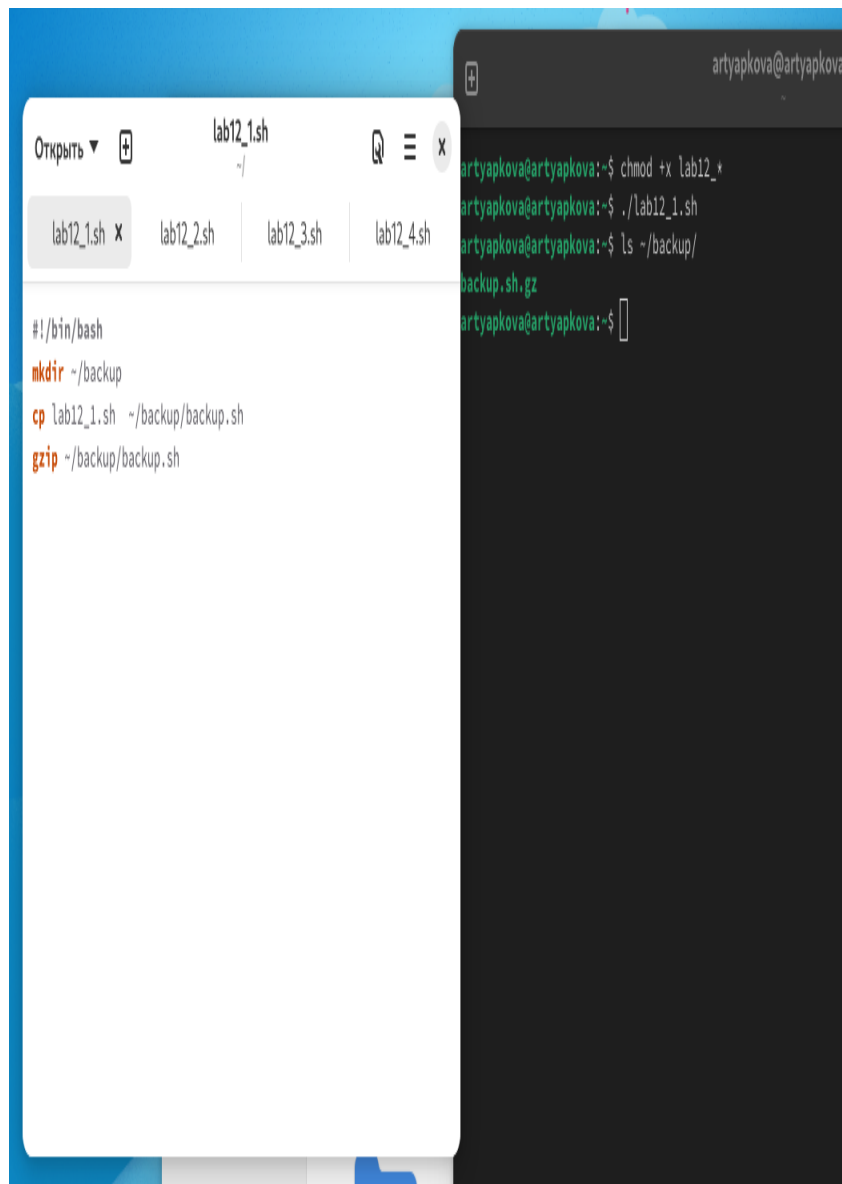 Открыть
lab12_1.sh
~/
lab12_1.sh
lab12_2.sh
lab12_3.sh
lab12_4.sh
#!/bin/bash
mkdir ~/backup
cp lab12_1.sh  ~/backup/backup.sh
gzip ~/backup/backup.sh
artyapkova@artyapkova
~
artyapkova@artyapkova:~$ chmod +x lab12_*
artyapkova@artyapkova:~$ ./lab12_1.sh
artyapkova@artyapkova:~$ ls ~/backup/
backup.sh.gz
artyapkova@artyapkova:~$